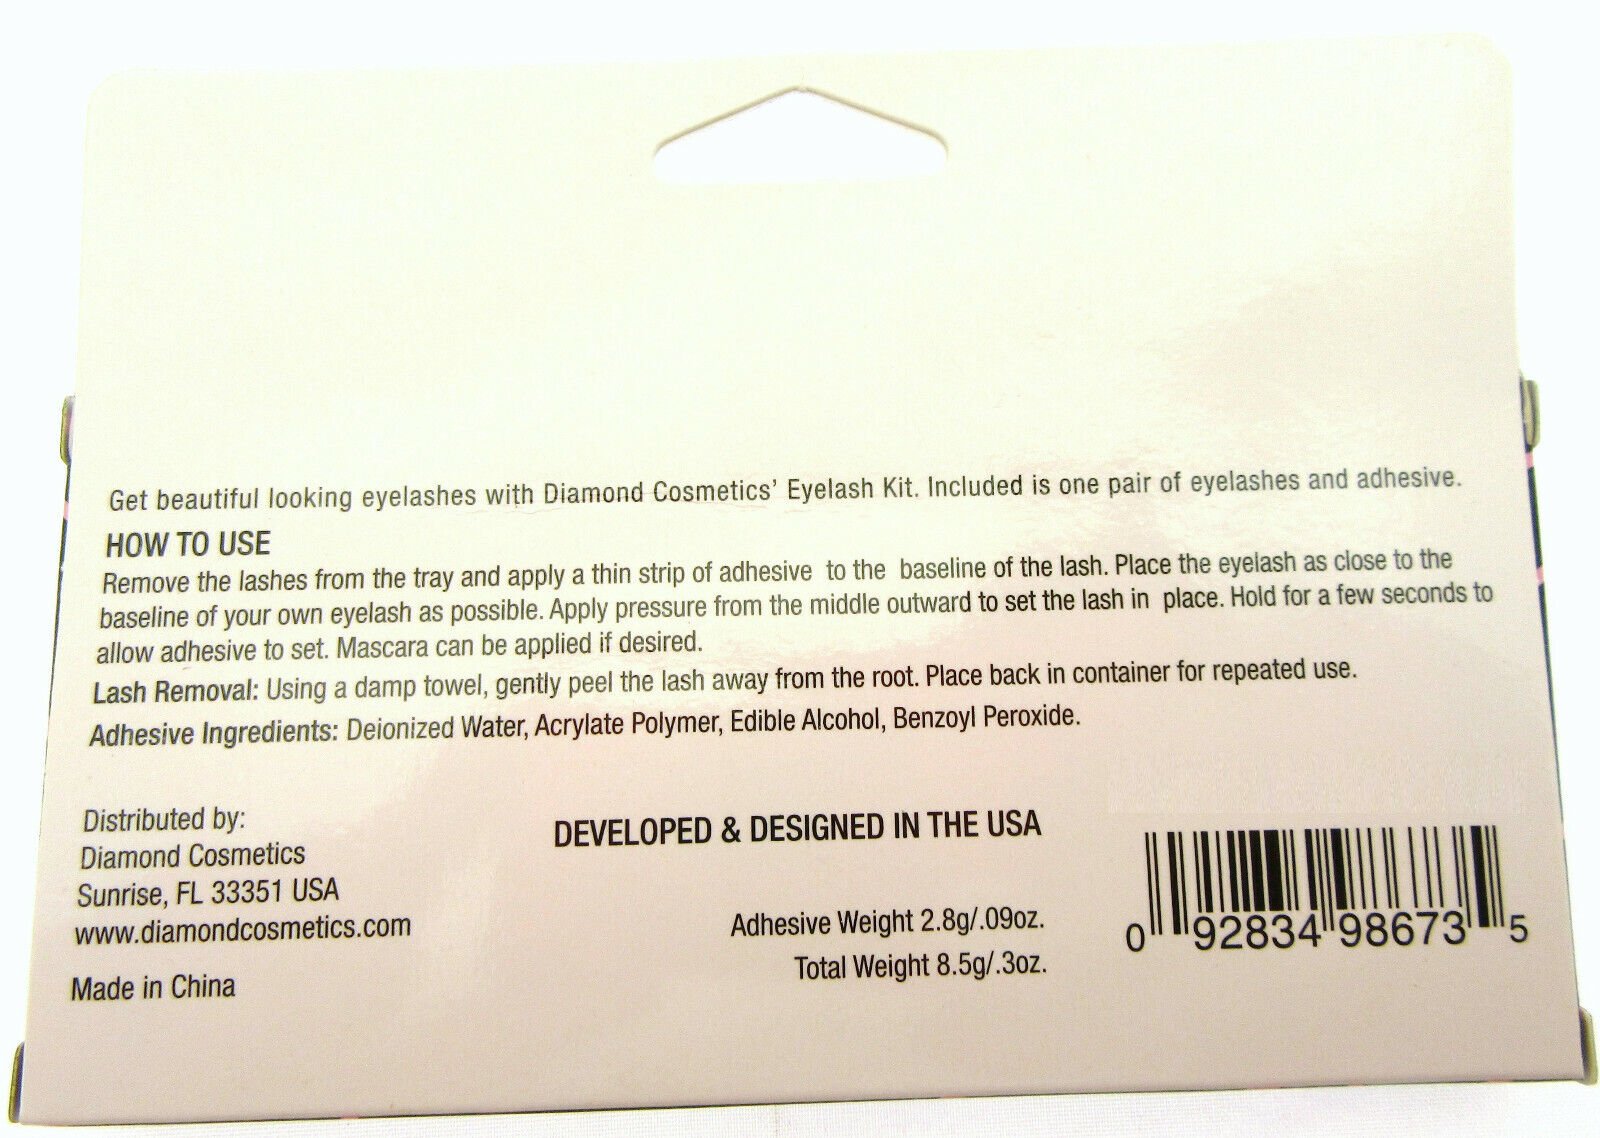 Get beautiful looking eyelashes with Diamond Cosmetics' Eyelash Kit. Included is one pair of eyelashes and adhesive.
HOW TO USE
Remove the lashes from the tray and apply a thin strip of adhesive to the baseline of the lash. Place the eyelash as close to the
baseline of your own eyelash as possible. Apply pressure from the middle outward to set the lash in place. Hold for a few seconds to
allow adhesive to set. Mascara can be applied if desired.
Lash Removal: Using a damp towel, gently peel the lash away from the root. Place back in container for repeated use.
Adhesive Ingredients: Deionized Water, Acrylate Polymer, Edible Alcohol, Benzoyl Peroxide.
Distributed by:
Diamond Cosmetics
Sunrise, FL 33351 USA
www.diamondcosmetics.com
Made in China
DEVELOPED & DESIGNED IN THE USA
Adhesive Weight 2.8g/.09oz.
Total Weight 8.5g/.3oz.
0 92834 98673 5